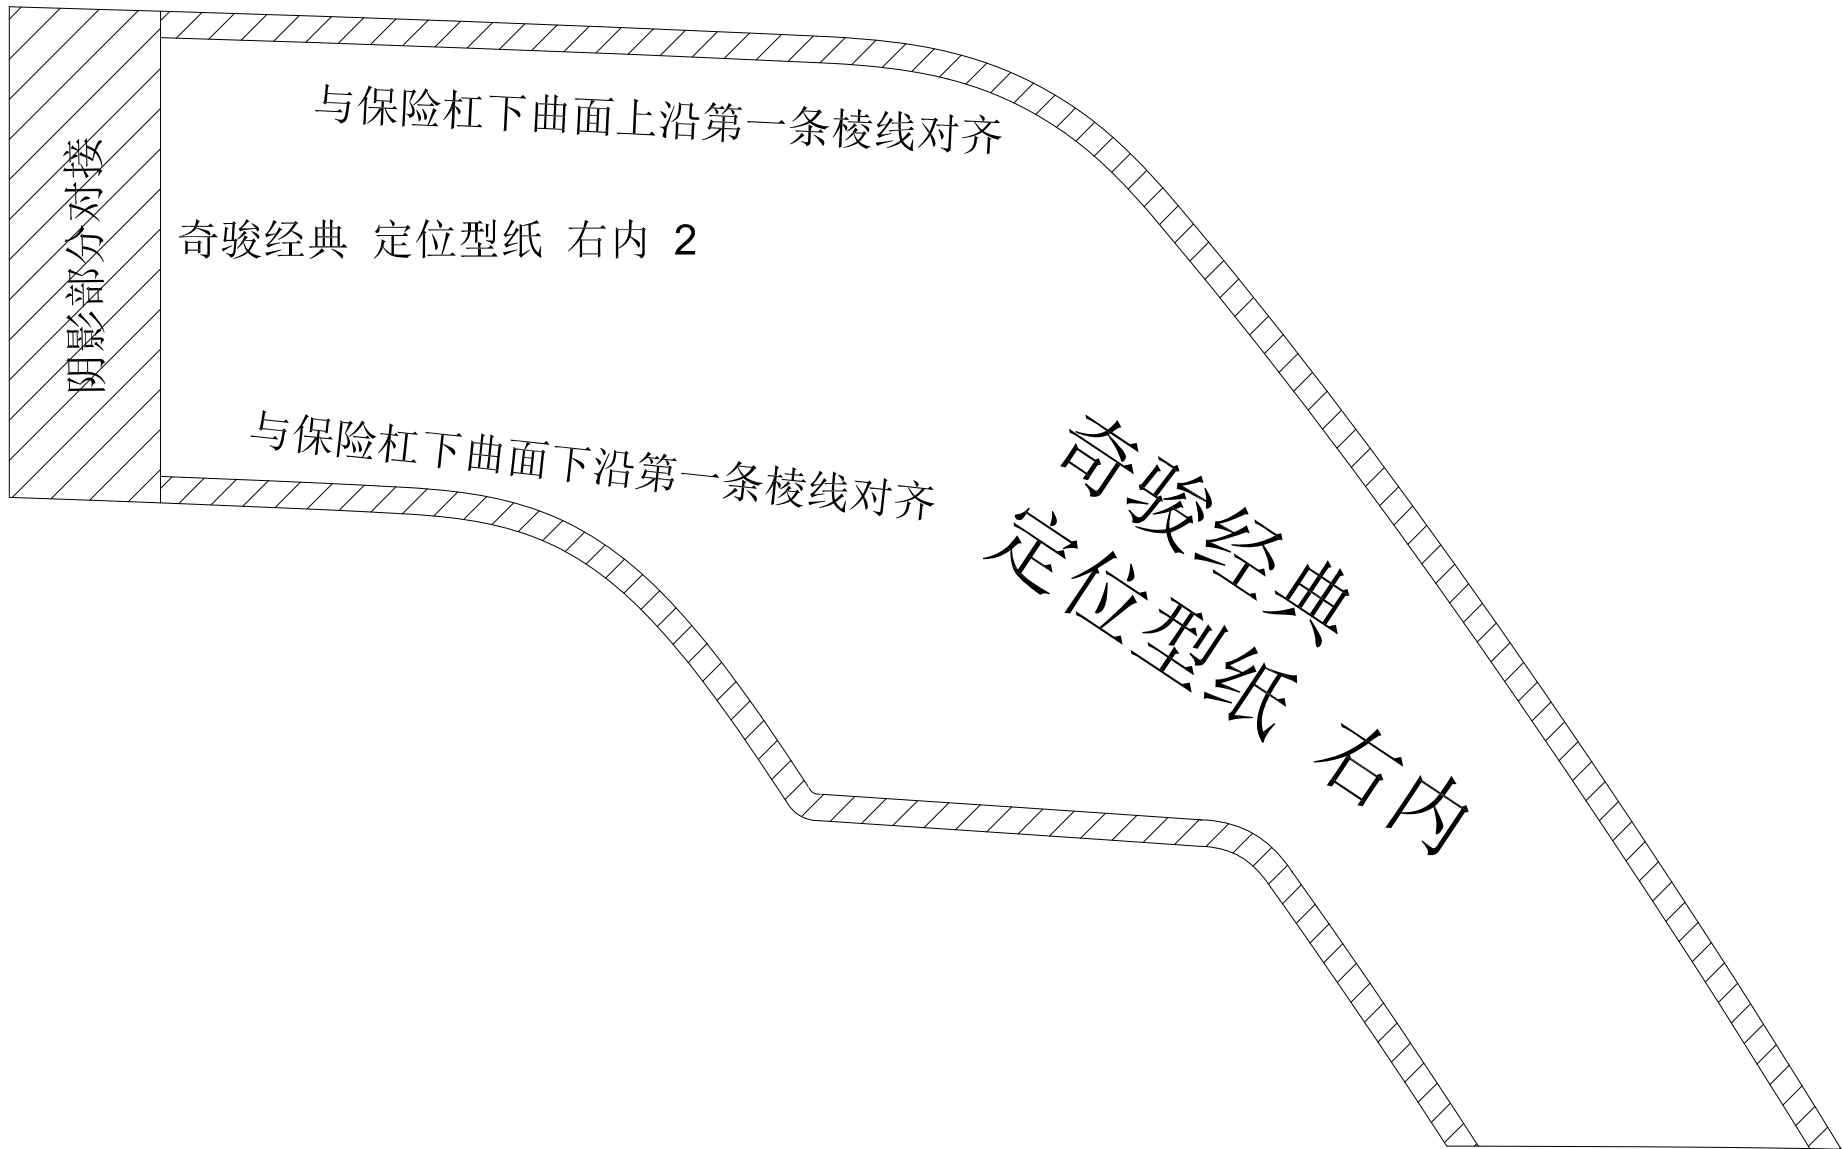 与保险杠下曲面上沿第一条棱线对齐
阴影部分对接
奇骏经典 定位型纸 右内 2
与保险杠下曲面下沿第一条棱线对齐
奇骏经典
定位型纸 右内